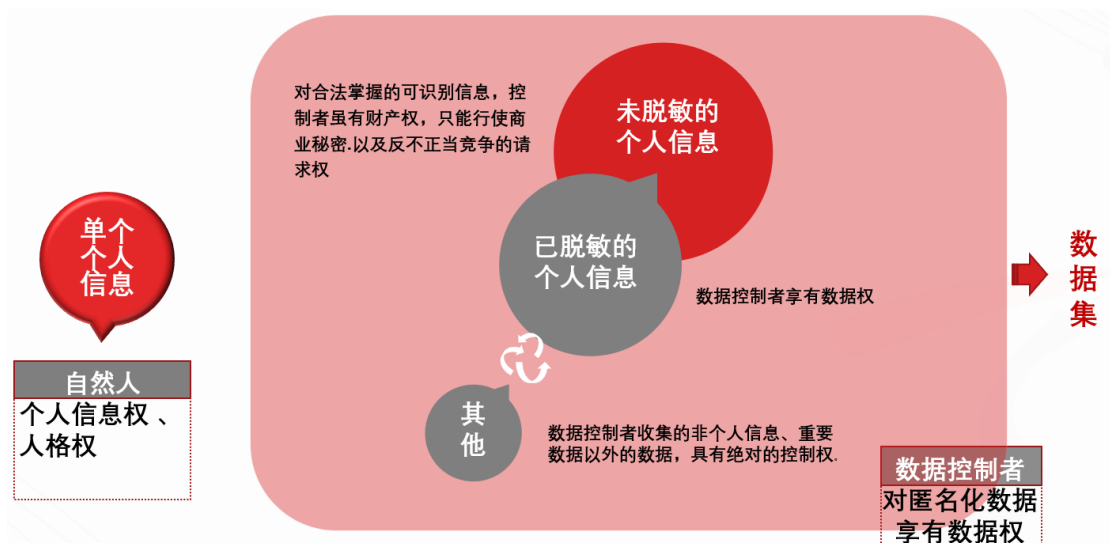 对合法掌握的可识别信息，控
制者虽有财产权，只能行使商
业秘密.以及反不正当竞争的请
求权
未脱敏的
个人信息
单个
个人
信息
已脱敏的
个人信息
数据控制者享有数据权
数
据
集
自然人
个人信息权 、
人格权
其
他
数据控制者收集的非个人信息、重要
数据以外的数据，具有绝对的控制权.
数据控制者
对匿名化数据
享有数据权